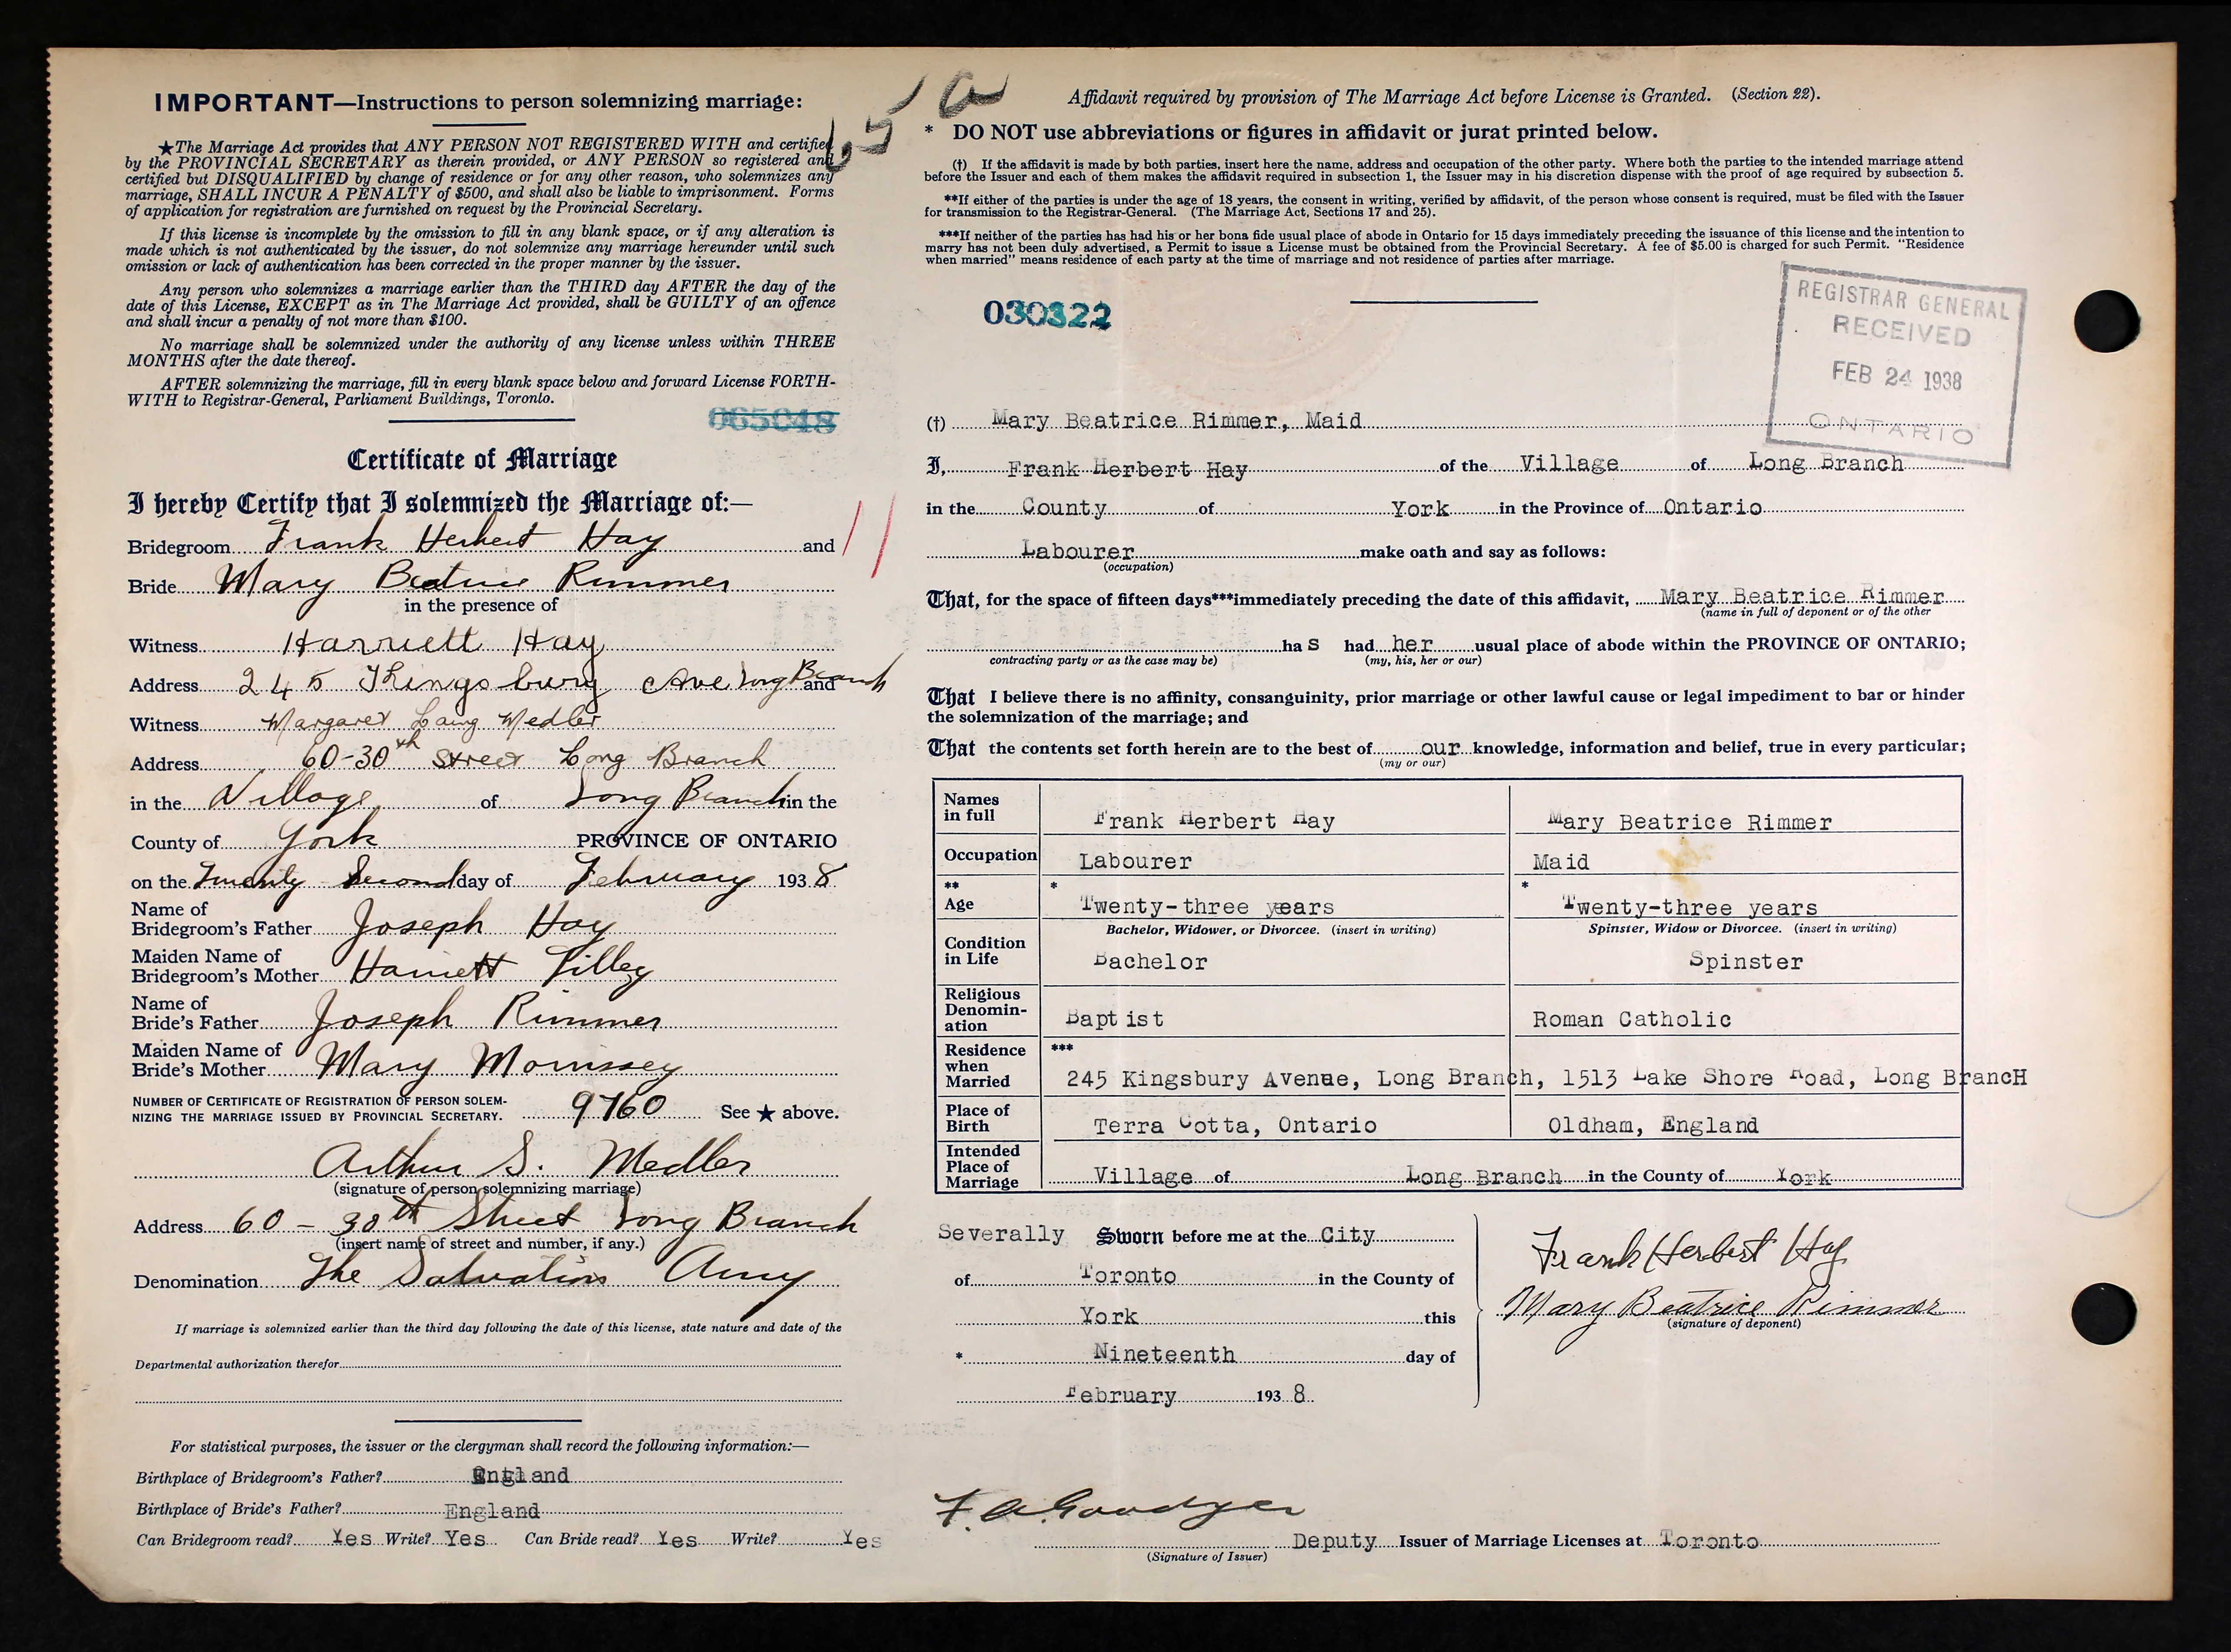 IMPORTANT—Instructions to person solemnizing marriage:
★The Marriage Act provides that ANY PERSON NOT REGISTERED WITH and certified
by the PROVINCIAL SECRETARY as therein provided, or ANY PERSON so registered and
certified but DISQUALIFIED by change of residence or for any other reason, who solemnizes any
marriage, SHALL INCUR A PENALTY of $500, and shall also be liable to imprisonment. Forms
of application for registration are furnished on request by the Provincial Secretary.
If this license is incomplete by the omission to fill in any blank space, or if any alteration is
made which is not authenticated by the issuer, do not solemnize any marriage hereunder until such
omission or lack of authentication has been corrected in the proper manner by the issuer.
Any person who solemnizes a marriage earlier than the THIRD day AFTER the day of the
date of this License, EXCEPT as in The Marriage Act provided, shall be GUILTY of an offence
and shall incur a penalty of not more than $100.
No marriage shall be solemnized under the authority of any license unless within THREE
MONTHS after the date thereof.
AFTER solemnizing the marriage, fill in every blank space below and forward License FORTH-
WITH to Registrar-General, Parliament Buildings, Toronto.
065048
Certificate of Marriage
I hereby Certify that I solemnized the Marriage of:—
Bridegroom Frank Herbert Hay and
Bride Mary Beatrice Rimmer
in the presence of
Witness Harriett Hay
Address 245 Kingsbury Ave Long Branch and
Witness Margaret Laing Medler
Address 60-30th Street Long Branch
in the Village of Long Branch in the
County of York PROVINCE OF ONTARIO
on the Twenty Second day of February 1938
Name of
Bridegroom's Father Joseph Hay
Maiden Name of
Bridegroom's Mother Harriett Tilley
Name of
Bride's Father Joseph Rimmer
Maiden Name of
Bride's Mother Mary Morrissey
NUMBER OF CERTIFICATE OF REGISTRATION OF PERSON SOLEM-
NIZING THE MARRIAGE ISSUED BY PROVINCIAL SECRETARY. 9760 See ★ above.
Arthur S. Medler
(signature of person solemnizing marriage)
Address 60 - 30th Street Long Branch
(insert name of street and number, if any.)
Denomination The Salvation Army
If marriage is solemnized earlier than the third day following the date of this license, state nature and date of the
Departmental authorization therefor
For statistical purposes, the issuer or the clergyman shall record the following information:—
Birthplace of Bridegroom's Father? England
Birthplace of Bride's Father? England
Can Bridegroom read? Yes Write? Yes Can Bride read? Yes Write? Yes
Affidavit required by provision of The Marriage Act before License is Granted. (Section 22).
* DO NOT use abbreviations or figures in affidavit or jurat printed below.
(†) If the affidavit is made by both parties, insert here the name, address and occupation of the other party. Where both the parties to the intended marriage attend
before the Issuer and each of them makes the affidavit required in subsection 1, the Issuer may in his discretion dispense with the proof of age required by subsection 5.
**If either of the parties is under the age of 18 years, the consent in writing, verified by affidavit, of the person whose consent is required, must be filed with the Issuer
for transmission to the Registrar-General. (The Marriage Act, Sections 17 and 25).
***If neither of the parties has had his or her bona fide usual place of abode in Ontario for 15 days immediately preceding the issuance of this license and the intention to
marry has not been duly advertised, a Permit to issue a License must be obtained from the Provincial Secretary. A fee of $5.00 is charged for such Permit. "Residence
when married" means residence of each party at the time of marriage and not residence of parties after marriage.
030322
REGISTRAR GENERAL
RECEIVED
FEB 24 1938
ONTARIO
(†) Mary Beatrice Rimmer, Maid
I, Frank Herbert Hay of the Village of Long Branch
in the County of York in the Province of Ontario
Labourer make oath and say as follows:
(occupation)
That, for the space of fifteen days***immediately preceding the date of this affidavit, Mary Beatrice Rimmer
(name in full of deponent or of the other
has had her usual place of abode within the PROVINCE OF ONTARIO;
contracting party or as the case may be) (my, his, her or our)
That I believe there is no affinity, consanguinity, prior marriage or other lawful cause or legal impediment to bar or hinder
the solemnization of the marriage; and
That the contents set forth herein are to the best of our knowledge, information and belief, true in every particular;
(my or our)
Names
in full Frank Herbert Hay Mary Beatrice Rimmer
Occupation Labourer Maid
** * *
Age Twenty-three years Twenty-three years
Bachelor, Widower, or Divorcee. (insert in writing) Spinster, Widow or Divorcee. (insert in writing)
Condition
in Life Bachelor Spinster
Religious
Denomin-
ation Baptist Roman Catholic
Residence ***
when
Married 245 Kingsbury Avenue, Long Branch, 1513 Lake Shore Road, Long BrancH
Place of
Birth Terra Cotta, Ontario Oldham, England
Intended
Place of
Marriage Village of Long Branch in the County of York
Severally Sworn before me at the City
of Toronto in the County of
York this
* Nineteenth day of
February 1938
Frank Herbert Hay
Mary Beatrice Rimmer
(signature of deponent)
Deputy Issuer of Marriage Licenses at Toronto
(Signature of Issuer)